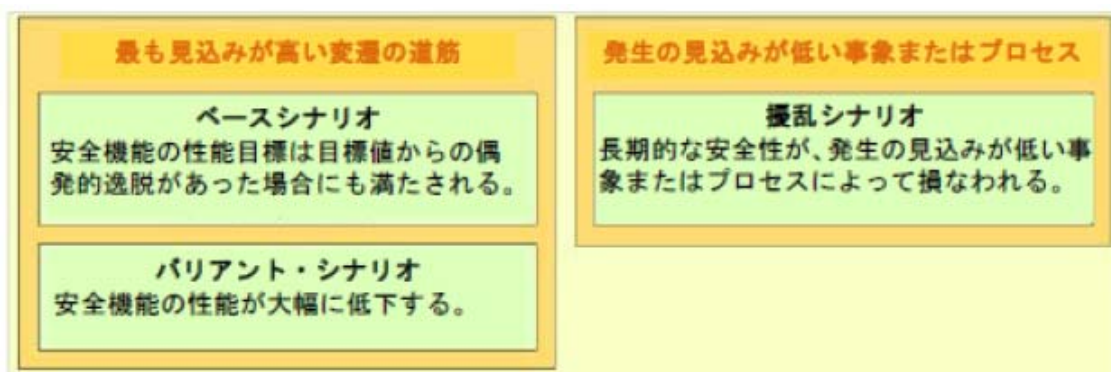 最も見込みが高い変遷の道筋
ベースシナリオ
安全機能の性能目標は目標値からの偶
発的逸脱があった場合にも満たされる。
バリアント・シナリオ
安全機能の性能が大幅に低下する。
発生の見込みが低い事象またはプロセス
擾乱シナリオ
長期的な安全性が、発生の見込みが低い事
象またはプロセスによって損なわれる。